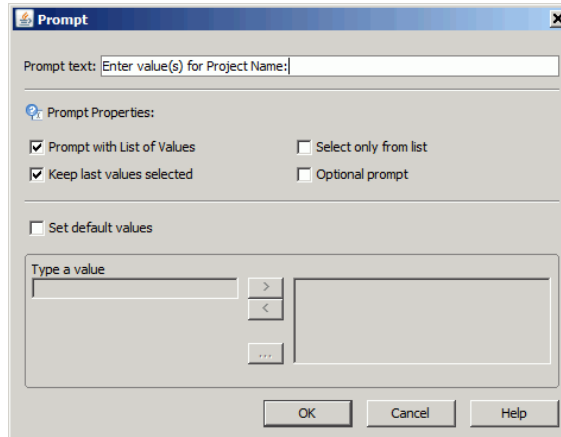 Prompt
Prompt text: Enter value(s) for Project Name:
Prompt Properties:
Prompt with List of Values Select only from list
Keep last values selected Optional prompt
Set default values
Type a value
>
<
...
OK Cancel Help